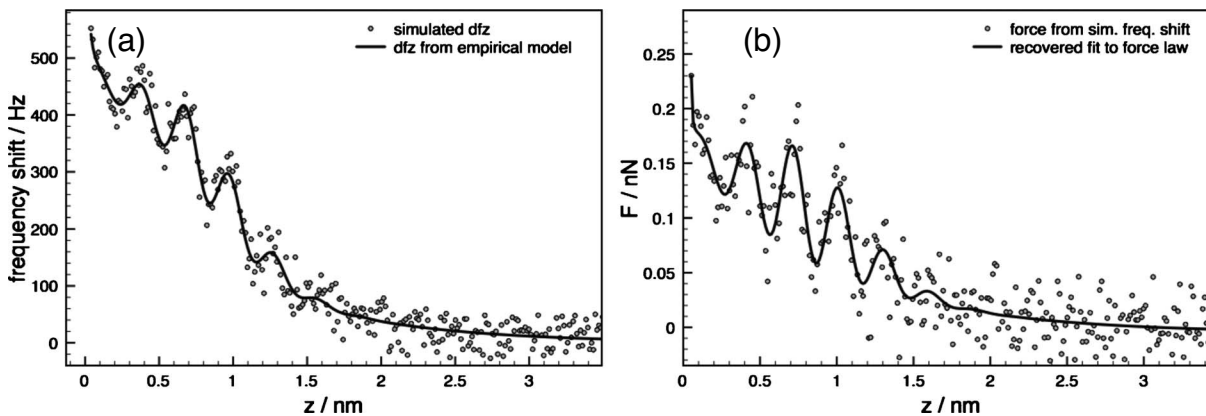 (a)
simulated dfz
dfz from empirical model
frequency shift / Hz
500
400
300
200
100
0
0 0.5 1 1.5 2 2.5 3
z / nm
(b)
force from sim. freq. shift
recovered fit to force law
F / nN
0.25
0.2
0.15
0.1
0.05
0
0 0.5 1 1.5 2 2.5 3
z / nm